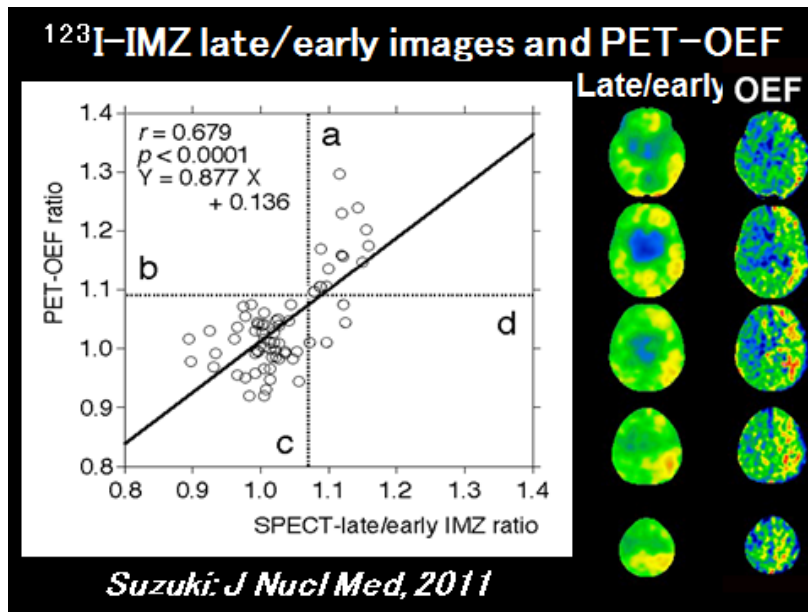 ¹²³I-IMZ late/early images and PET-OEF
Late/early OEF
r = 0.679
p < 0.0001
Y = 0.877 X
+ 0.136
a
b
c
d
PET-OEF ratio
1.4
1.3
1.2
1.1
1.0
0.9
0.8
0.8 0.9 1.0 1.1 1.2 1.3 1.4
SPECT-late/early IMZ ratio
Suzuki: J Nucl Med, 2011